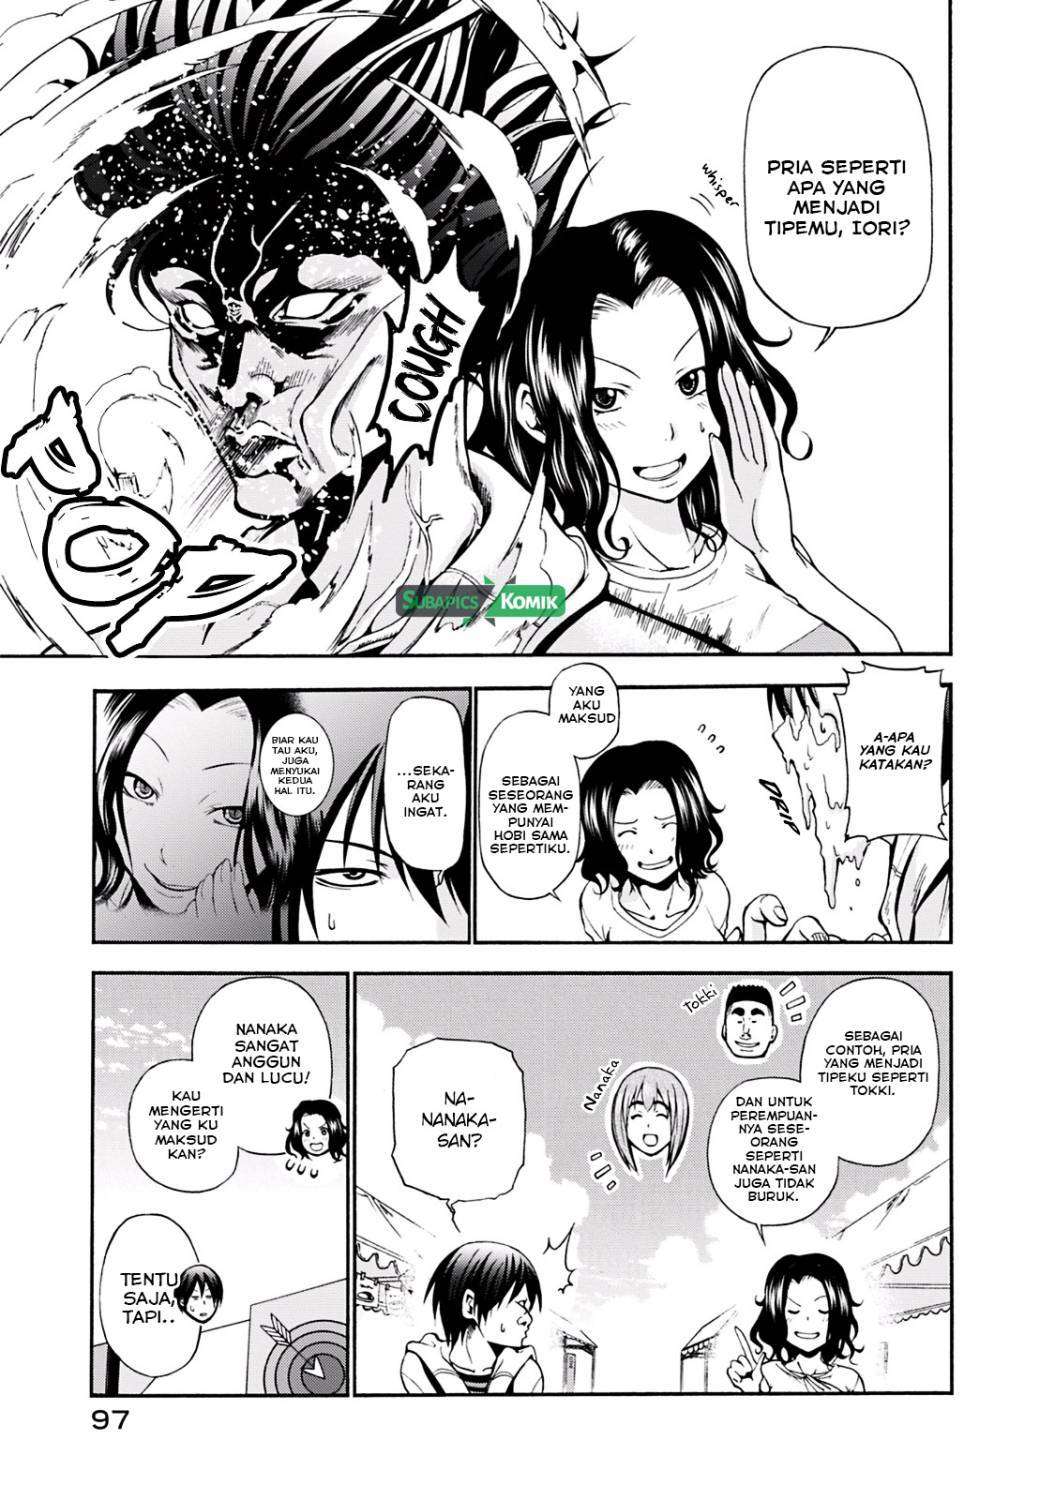 PRIA SEPERTI
APA YANG
MENJADI
TIPEMU, IORI?
whisper
COUGH
SUBAPICS KOMIK
A-APA
YANG KAU
KATAKAN?
DRIP
YANG
AKU
MAKSUD
SEBAGAI
SESEORANG
YANG MEM-
PUNYAI
HOBI SAMA
SEPERTIKU.
...SEKA-
RANG
AKU
INGAT.
BIAR KAU
TAU AKU,
JUGA
MENYUKAI
KEDUA
HAL ITU.
SEBAGAI
CONTOH, PRIA
YANG MENJADI
TIPEKU SEPERTI
TOKKI.
Tokki
Nanaka
DAN UNTUK
PEREMPUAN-
NYA SESE-
ORANG
SEPERTI
NANAKA-SAN
JUGA TIDAK
BURUK.
NA-
NANAKA-
SAN?
NANAKA
SANGAT
ANGGUN
DAN LUCU!
KAU
MENGERTI
YANG KU
MAKSUD
KAN?
TENTU
SAJA,
TAPI..
97